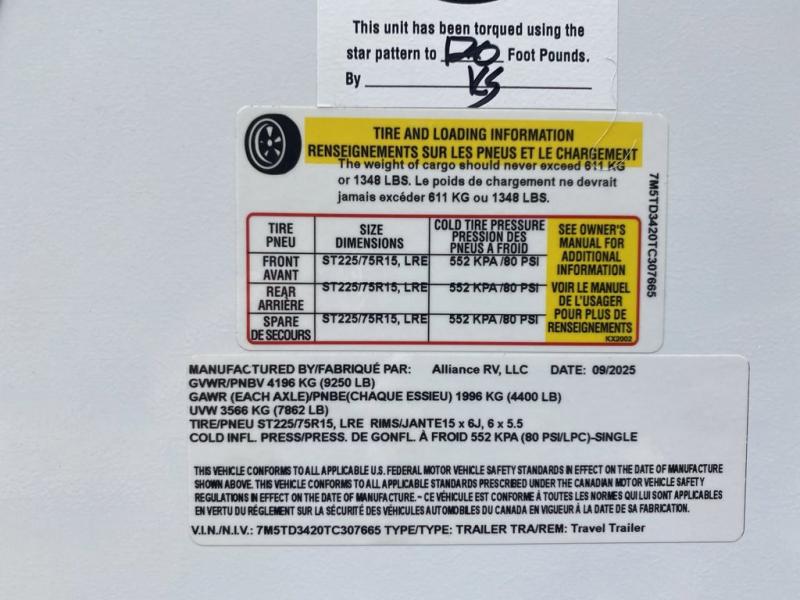 This unit has been torqued using the
star pattern to 120 Foot Pounds.
By KS
TIRE AND LOADING INFORMATION
RENSEIGNEMENTS SUR LES PNEUS ET LE CHARGEMENT
The weight of cargo should never exceed 611 KG
or 1348 LBS. Le poids de chargement ne devrait
jamais excéder 611 KG ou 1348 LBS.
TIRE
PNEU
SIZE
DIMENSIONS
COLD TIRE PRESSURE
PRESSION DES
PNEUS A FROID
SEE OWNER'S
MANUAL FOR
ADDITIONAL
INFORMATION
VOIR LE MANUEL
DE L'USAGER
POUR PLUS DE
RENSEIGNEMENTS
KX2002
FRONT
AVANT
ST225/75R15, LRE
552 KPA /80 PSI
REAR
ARRIÈRE
ST225/75R15, LRE
552 KPA /80 PSI
SPARE
DE SECOURS
ST225/75R15, LRE
552 KPA /80 PSI
7M5TD3420TC307665
MANUFACTURED BY/FABRIQUÉ PAR: Alliance RV, LLC DATE: 09/2025
GVWR/PNBV 4196 KG (9250 LB)
GAWR (EACH AXLE)/PNBE(CHAQUE ESSIEU) 1996 KG (4400 LB)
UVW 3566 KG (7862 LB)
TIRE/PNEU ST225/75R15, LRE RIMS/JANTE15 x 6J, 6 x 5.5
COLD INFL. PRESS/PRESS. DE GONFL. À FROID 552 KPA (80 PSI/LPC)-SINGLE
THIS VEHICLE CONFORMS TO ALL APPLICABLE U.S. FEDERAL MOTOR VEHICLE SAFETY STANDARDS IN EFFECT ON THE DATE OF MANUFACTURE
SHOWN ABOVE. THIS VEHICLE CONFORMS TO ALL APPLICABLE STANDARDS PRESCRIBED UNDER THE CANADIAN MOTOR VEHICLE SAFETY
REGULATIONS IN EFFECT ON THE DATE OF MANUFACTURE. - CE VÉHICULE EST CONFORME À TOUTES LES NORMES QUI LUI SONT APPLICABLES
EN VERTU DU RÉGLEMENT SUR LA SÉCURITÉ DES VÉHICULES AUTOMOBILES DU CANADA EN VIGUEUR À LA DATE DE SA FABRICATION.
V.I.N./N.I.V.: 7M5TD3420TC307665 TYPE/TYPE: TRAILER TRA/REM: Travel Trailer